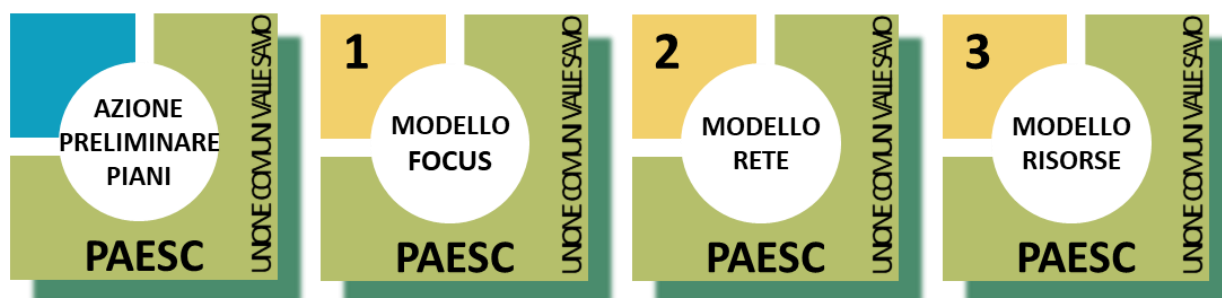 AZIONE
PRELIMINARE
PIANI
PAESC
UNIONE COMUNI VALLE SAVIO
1
MODELLO
FOCUS
PAESC
UNIONE COMUNI VALLE SAVIO
2
MODELLO
RETE
PAESC
UNIONE COMUNI VALLE SAVIO
3
MODELLO
RISORSE
PAESC
UNIONE COMUNI VALLE SAVIO